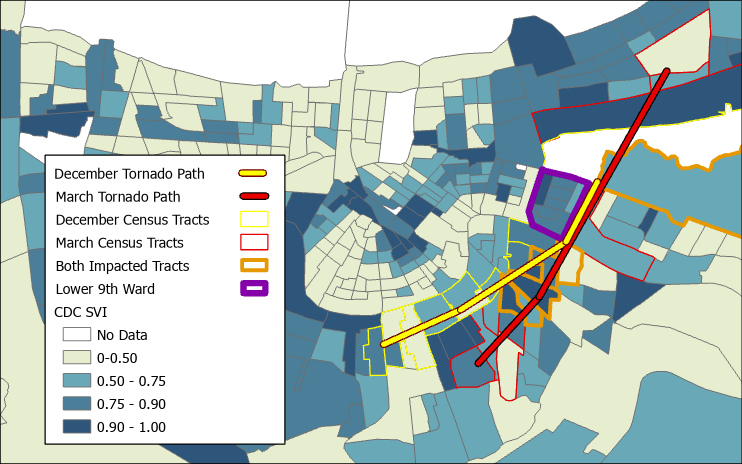 December Tornado Path
March Tornado Path
December Census Tracts
March Census Tracts
Both Impacted Tracts
Lower 9th Ward
CDC SVI
No Data
0-0.50
0.50 - 0.75
0.75 - 0.90
0.90 - 1.00